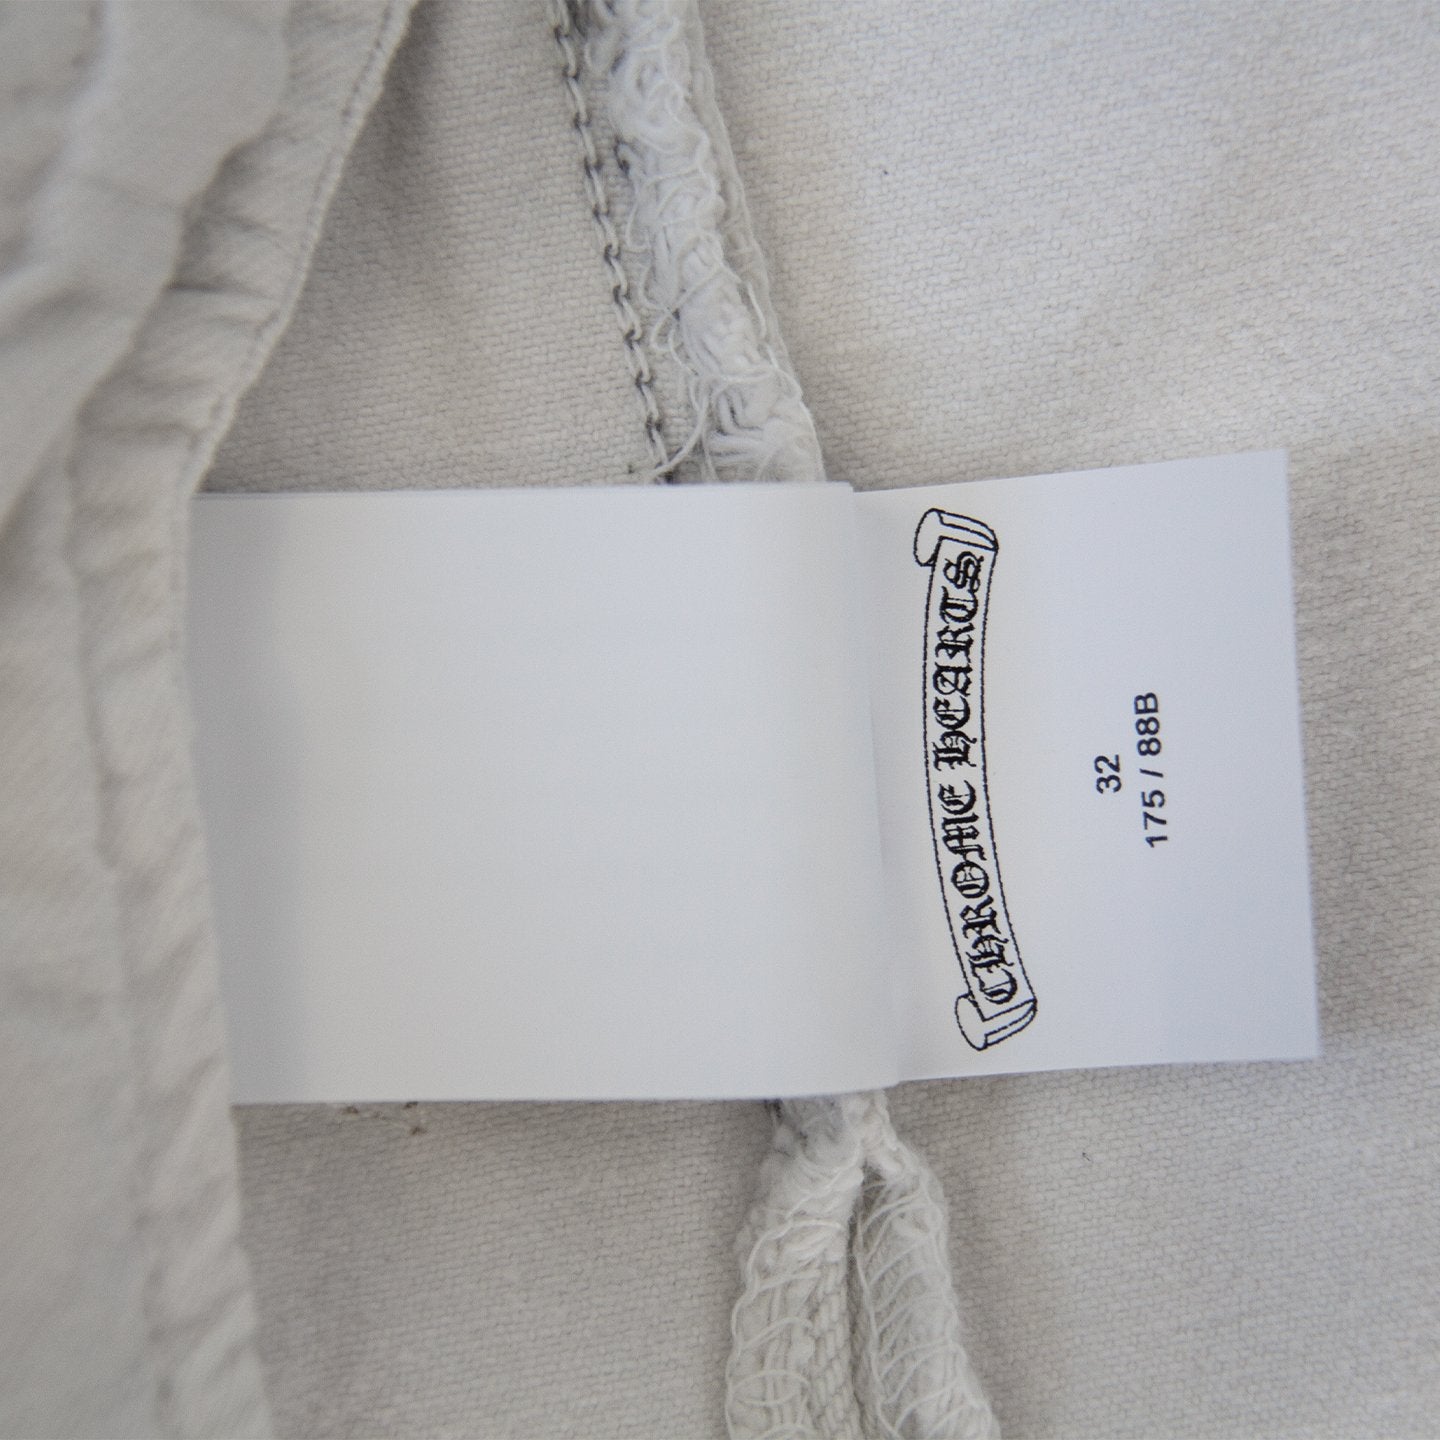 CHROME HEARTS
32
175 / 88B